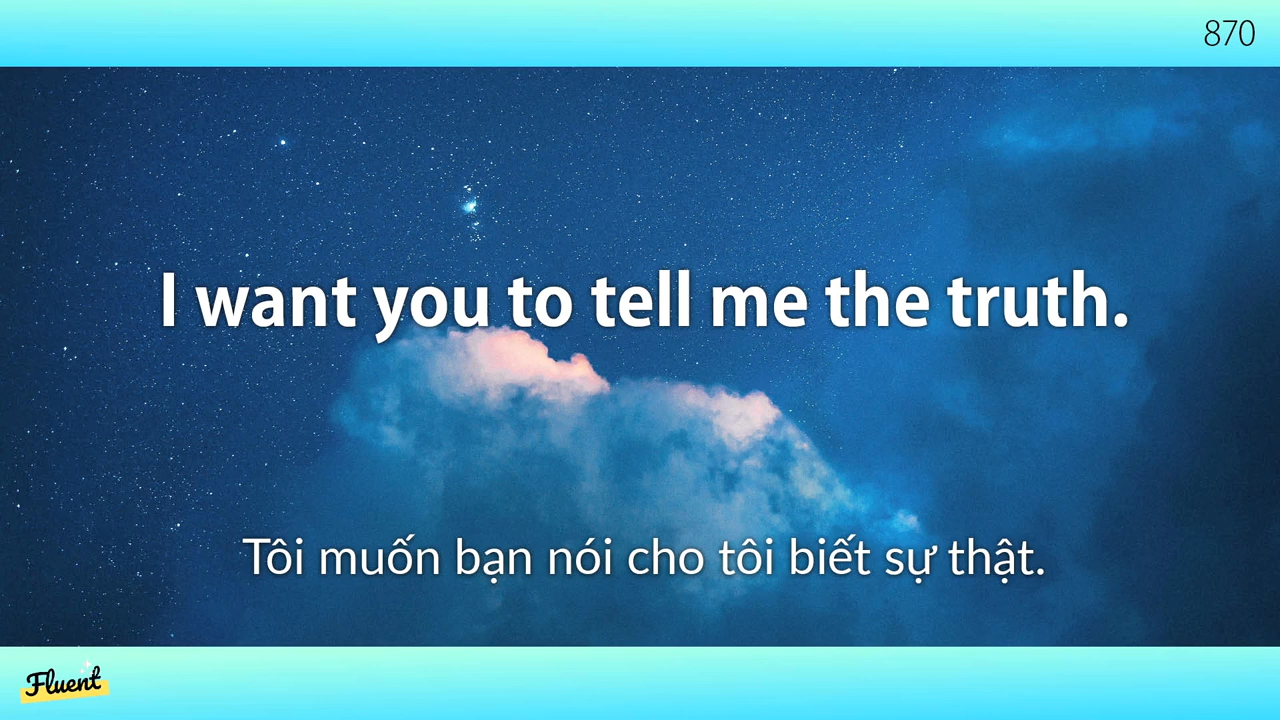 870
I want you to tell me the truth.
Tôi muốn bạn nói cho tôi biết sự thật.
Fluent